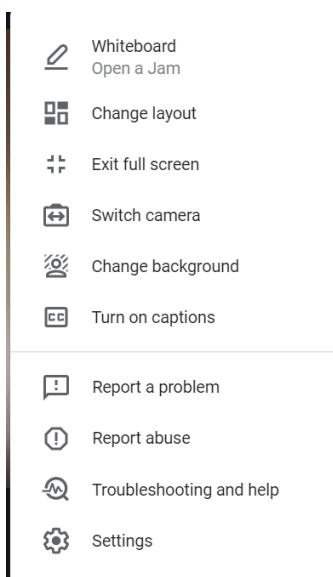 Whiteboard
Open a Jam
Change layout
Exit full screen
Switch camera
Change background
CC Turn on captions
Report a problem
Report abuse
Troubleshooting and help
Settings